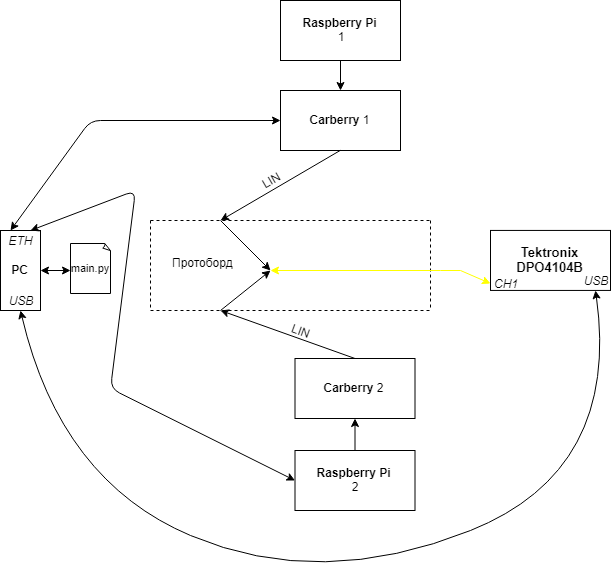 Raspberry Pi
1
Carberry 1
LIN
ETH
PC
USB
main.py
Протоборд
Tektronix
DPO4104B
CH1
USB
LIN
Carberry 2
Raspberry Pi
2